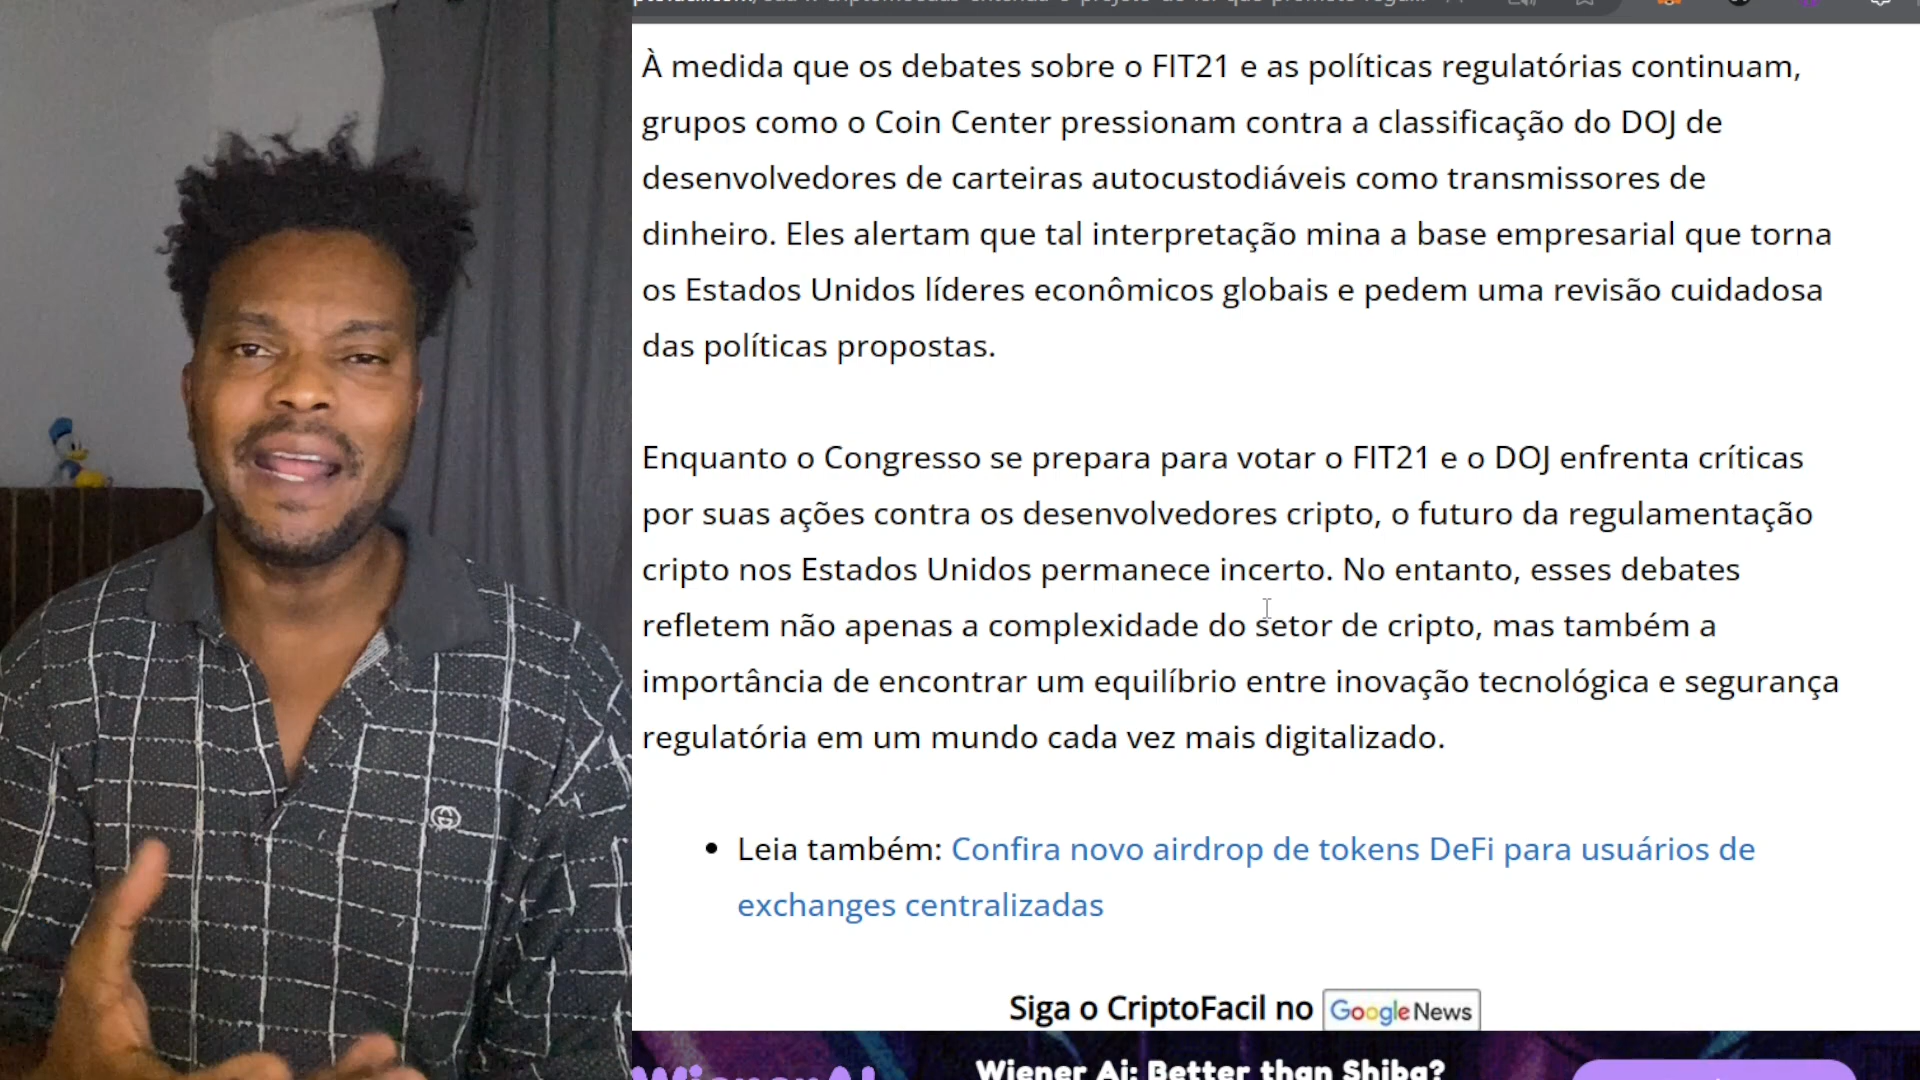 À medida que os debates sobre o FIT21 e as políticas regulatórias continuam,
grupos como o Coin Center pressionam contra a classificação do DOJ de
desenvolvedores de carteiras autocustodiáveis como transmissores de
dinheiro. Eles alertam que tal interpretação mina a base empresarial que torna
os Estados Unidos líderes econômicos globais e pedem uma revisão cuidadosa
das políticas propostas.
Enquanto o Congresso se prepara para votar o FIT21 e o DOJ enfrenta críticas
por suas ações contra os desenvolvedores cripto, o futuro da regulamentação
cripto nos Estados Unidos permanece incerto. No entanto, esses debates
refletem não apenas a complexidade do setor de cripto, mas também a
importância de encontrar um equilíbrio entre inovação tecnológica e segurança
regulatória em um mundo cada vez mais digitalizado.
• Leia também: Confira novo airdrop de tokens DeFi para usuários de
exchanges centralizadas
Siga o CriptoFacil no Google News
Wiener Ai: Better than Shiba?
WienerAI